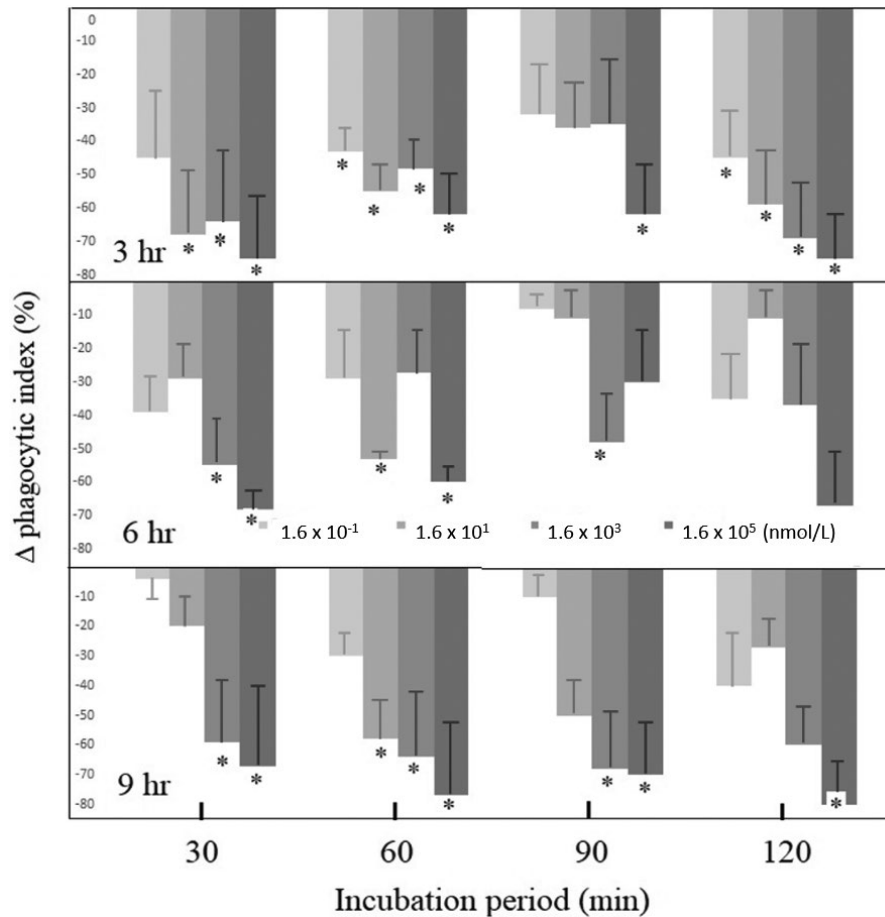 0
-10
-20
-30
-40
-50
-60
-70
-80
* * *
* * * *
*
* * * *
3 hr
-10
-20
-30
-40
-50
-60
-70
-80
* *
* *
*
6 hr
1.6 x 10⁻¹ 1.6 x 10¹ 1.6 x 10³ 1.6 x 10⁵ (nmol/L)
-10
-20
-30
-40
-50
-60
-70
-80
* *
* * *
* *
*
9 hr
30 60 90 120
Incubation period (min)
Δ phagocytic index (%)